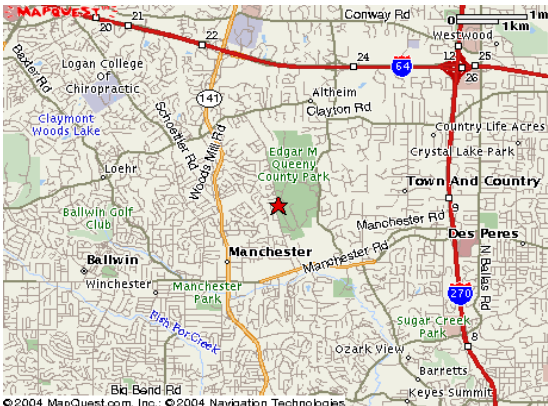 MAPQUEST
20
21
22
Conway Rd
0
1m
1km
Westwood
Baxter Rd
Logan College
of
Chiropractic
24
64
12
25
26
141
Altheim
Clayton Rd
Claymont
Woods Lake
Schoettler Rd
Woods Mill Rd
Country Life Acres
Crystal Lake Park
Edgar M
Queeny
County Park
Loehr
Town And Country
9
Ballwin Golf
Club
Manchester Rd
Des Peres
Manchester
Manchester Rd
Ballwin
N Ballas Rd
Winchester
Manchester
Park
270
Fish Pot Creek
Sugar Creek
Park
8
Ozark View
Barretts
Big Bend Rd
Keyes Summit
©2004 MapQuest.com, Inc.; ©2004 Navigation Technologies